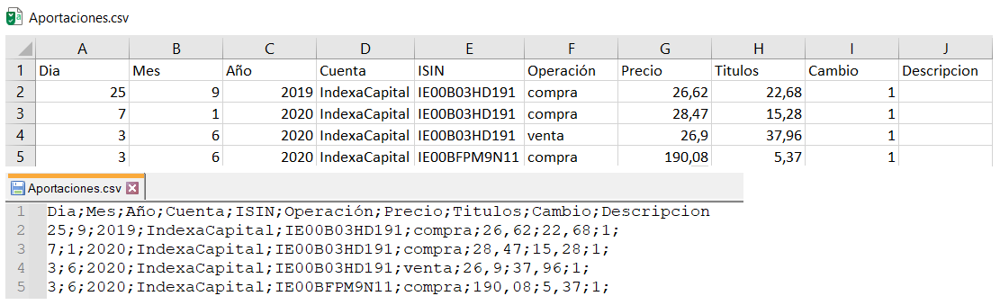 Aportaciones.csv
A B C D E F G H I J
1 Dia Mes Año Cuenta ISIN Operación Precio Titulos Cambio Descripcion
2 25 9 2019 IndexaCapital IE00B03HD191 compra 26,62 22,68 1
3 7 1 2020 IndexaCapital IE00B03HD191 compra 28,47 15,28 1
4 3 6 2020 IndexaCapital IE00B03HD191 venta 26,9 37,96 1
5 3 6 2020 IndexaCapital IE00BFPM9N11 compra 190,08 5,37 1
Aportaciones.csv
1 Dia;Mes;Año;Cuenta;ISIN;Operación;Precio;Titulos;Cambio;Descripcion
2 25;9;2019;IndexaCapital;IE00B03HD191;compra;26,62;22,68;1;
3 7;1;2020;IndexaCapital;IE00B03HD191;compra;28,47;15,28;1;
4 3;6;2020;IndexaCapital;IE00B03HD191;venta;26,9;37,96;1;
5 3;6;2020;IndexaCapital;IE00BFPM9N11;compra;190,08;5,37;1;